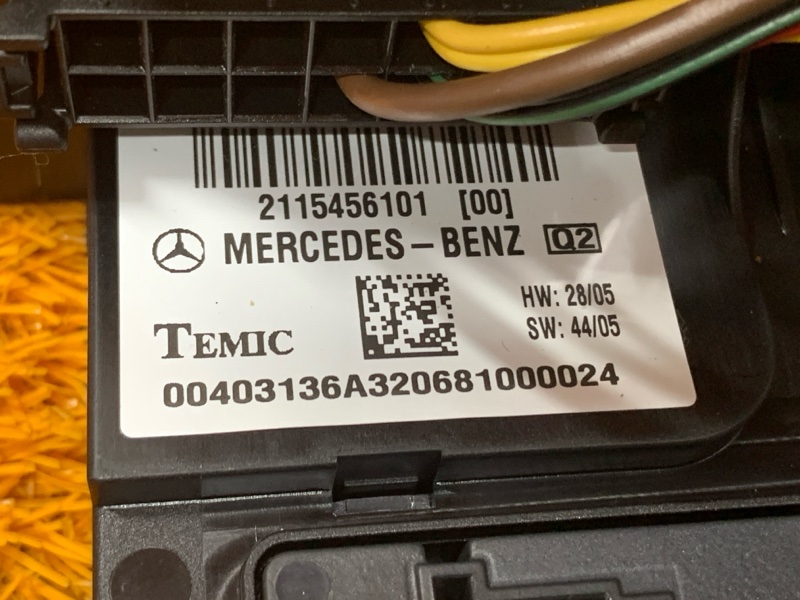 2115456101 [00]
MERCEDES-BENZ Q2
HW: 28/05
SW: 44/05
TEMIC
00403136A320681000024